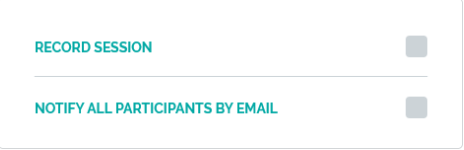 RECORD SESSION
NOTIFY ALL PARTICIPANTS BY EMAIL